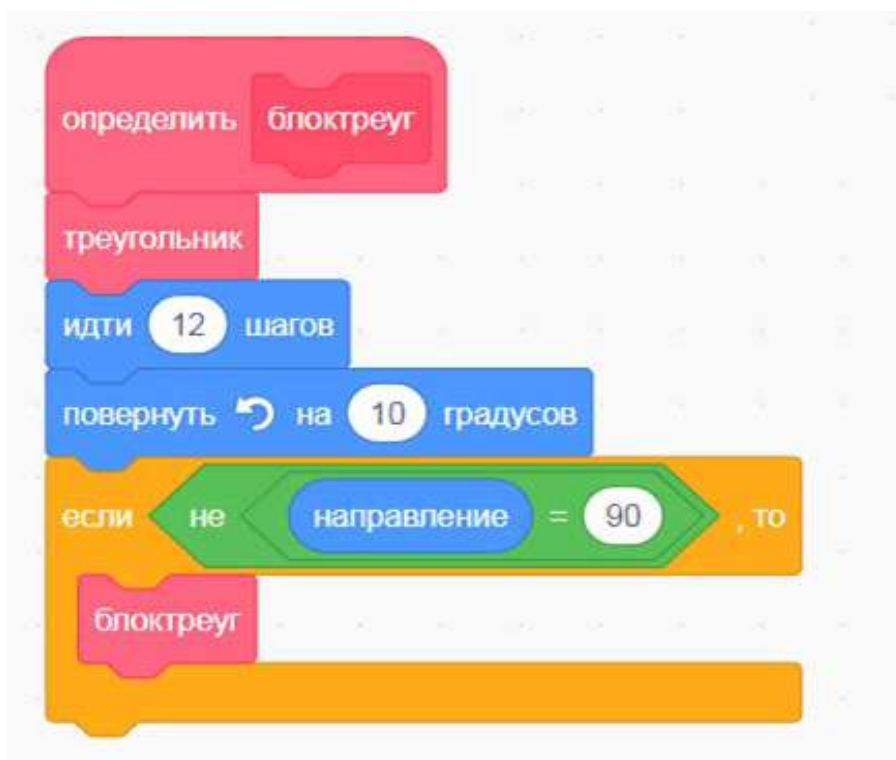 определить блоктреуг
треугольник
идти 12 шагов
повернуть на 10 градусов
если не направление = 90 , то
блоктреуг